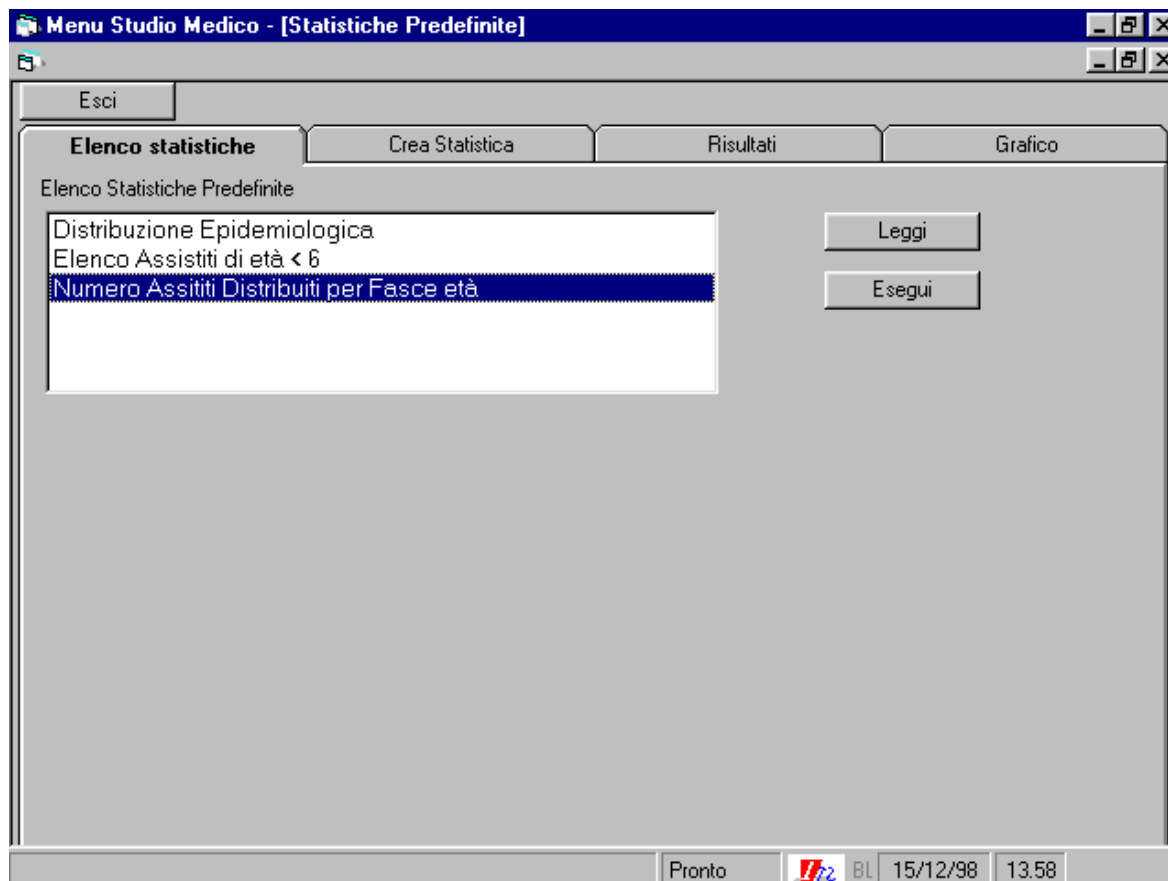 Menu Studio Medico - [Statistiche Predefinite]
Esci
Elenco statistiche Crea Statistica Risultati Grafico
Elenco Statistiche Predefinite
Distribuzione Epidemiologica
Elenco Assistiti di età < 6
Numero Assititi Distribuiti per Fasce età
Leggi
Esegui
Pronto BL 15/12/98 13.58